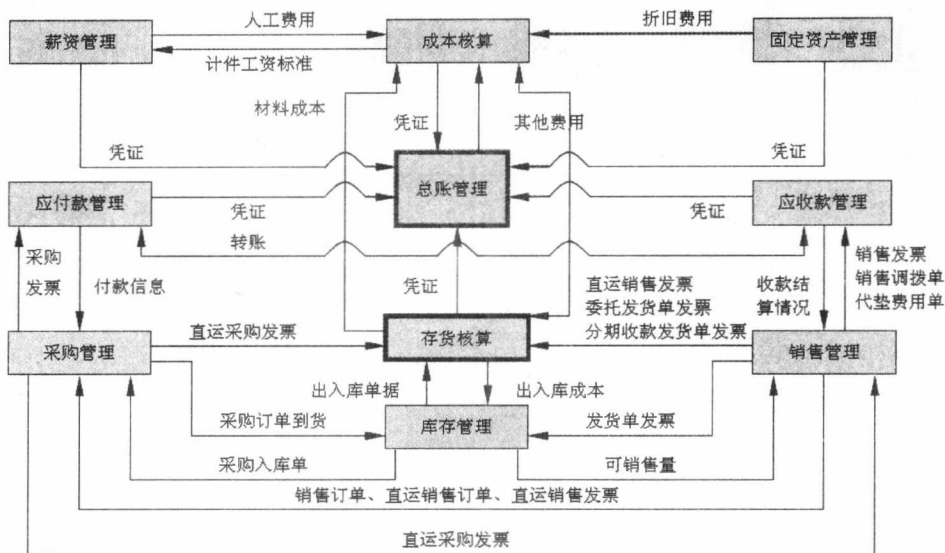 人工费用
折旧费用
薪资管理
成本核算
固定资产管理
计件工资标准
材料成本
凭证
其他费用
凭证
凭证
总账管理
应付款管理
应收款管理
凭证
凭证
转账
采购
发票
付款信息
凭证
直运销售发票
委托发货单发票
分期收款发货单发票
收款结
算情况
销售发票
销售调拨单
代垫费用单
直运采购发票
采购管理
存货核算
销售管理
出入库单据
出入库成本
采购订单到货
库存管理
发货单发票
采购入库单
可销售量
销售订单、直运销售订单、直运销售发票
直运采购发票